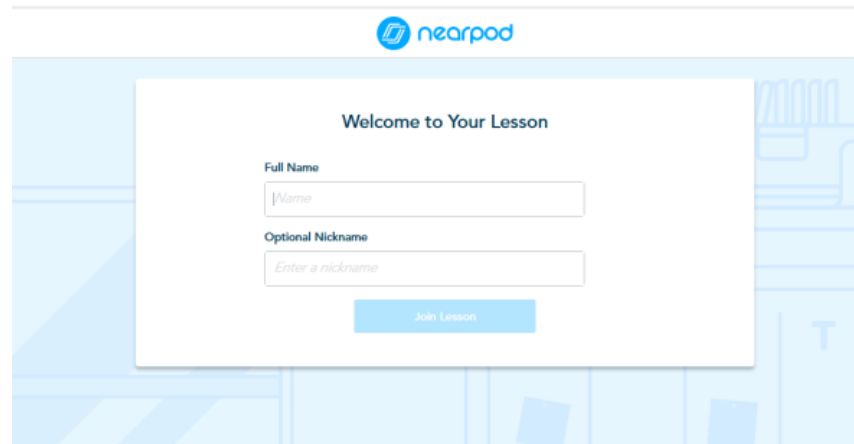 nearpod
Welcome to Your Lesson
Full Name
Name
Optional Nickname
Enter a nickname
Join Lesson
T